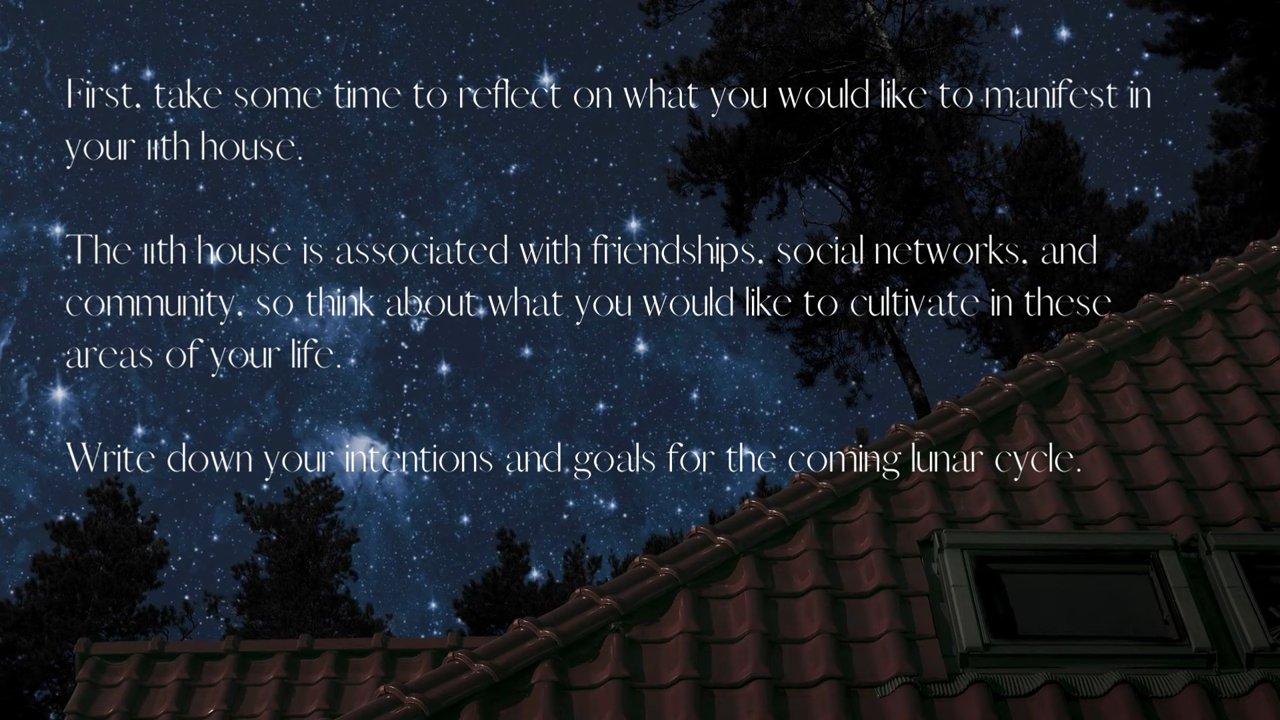 First, take some time to reflect on what you would like to manifest in
your 11th house.
The 11th house is associated with friendships, social networks, and
community, so think about what you would like to cultivate in these
areas of your life.
Write down your intentions and goals for the coming lunar cycle.